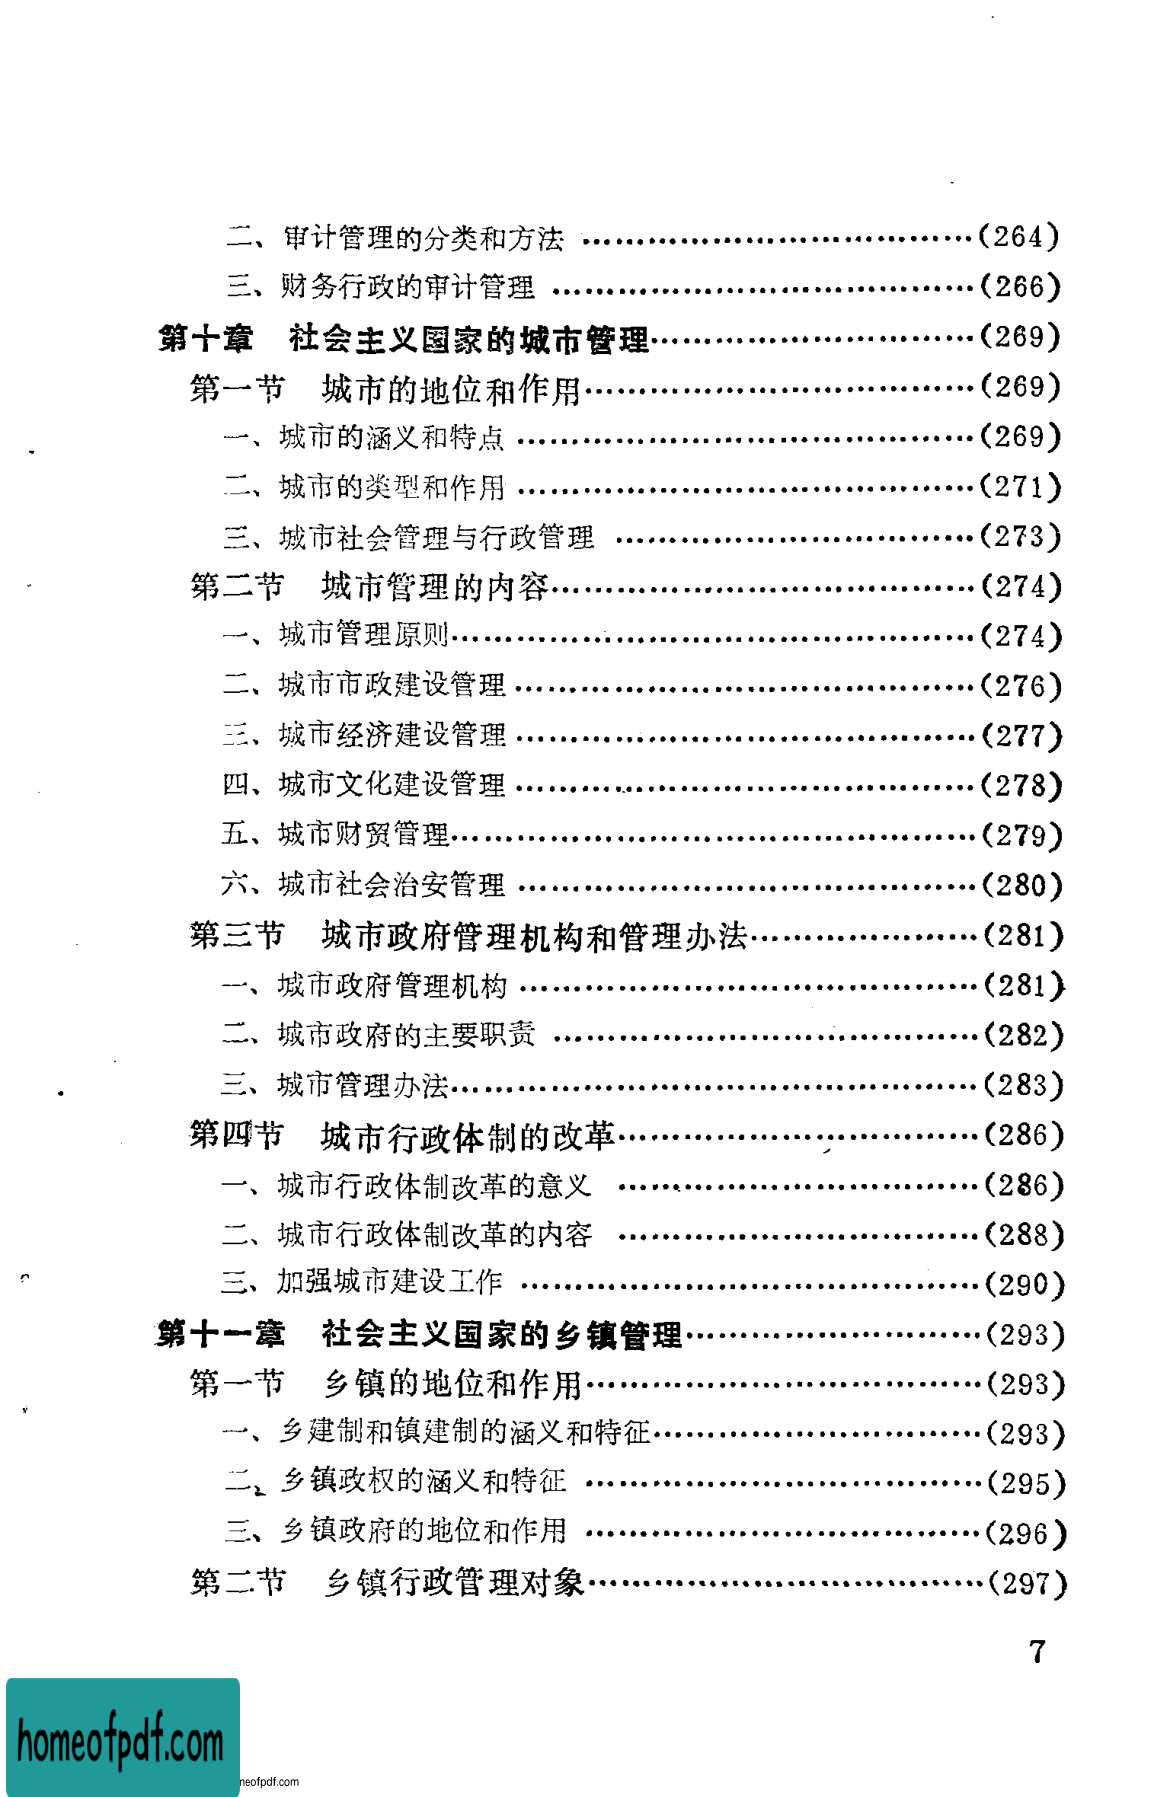 二、审计管理的分类和方法 …………………………………(264)
三、财务行政的审计管理 …………………………………(266)
第十章 社会主义国家的城市管理…………………………(269)
第一节 城市的地位和作用………………………………(269)
一、城市的涵义和特点 ……………………………………(269)
二、城市的类型和作用 ……………………………………(271)
三、城市社会管理与行政管理 ……………………………(273)
第二节 城市管理的内容…………………………………(274)
一、城市管理原则…………………………………………(274)
二、城市市政建设管理 ……………………………………(276)
三、城市经济建设管理 ……………………………………(277)
四、城市文化建设管理 ……………………………………(278)
五、城市财贸管理…………………………………………(279)
六、城市社会治安管理 ……………………………………(280)
第三节 城市政府管理机构和管理办法…………………(281)
一、城市政府管理机构 ……………………………………(281)
二、城市政府的主要职责 …………………………………(282)
三、城市管理办法…………………………………………(283)
第四节 城市行政体制的改革……………………………(286)
一、城市行政体制改革的意义 ……………………………(286)
二、城市行政体制改革的内容 ……………………………(288)
三、加强城市建设工作 ……………………………………(290)
第十一章 社会主义国家的乡镇管理………………………(293)
第一节 乡镇的地位和作用………………………………(293)
一、乡建制和镇建制的涵义和特征…………………………(293)
二、乡镇政权的涵义和特征 ………………………………(295)
三、乡镇政府的地位和作用 ………………………………(296)
第二节 乡镇行政管理对象………………………………(297)
7
homeofpdf.com
neofpdf.com